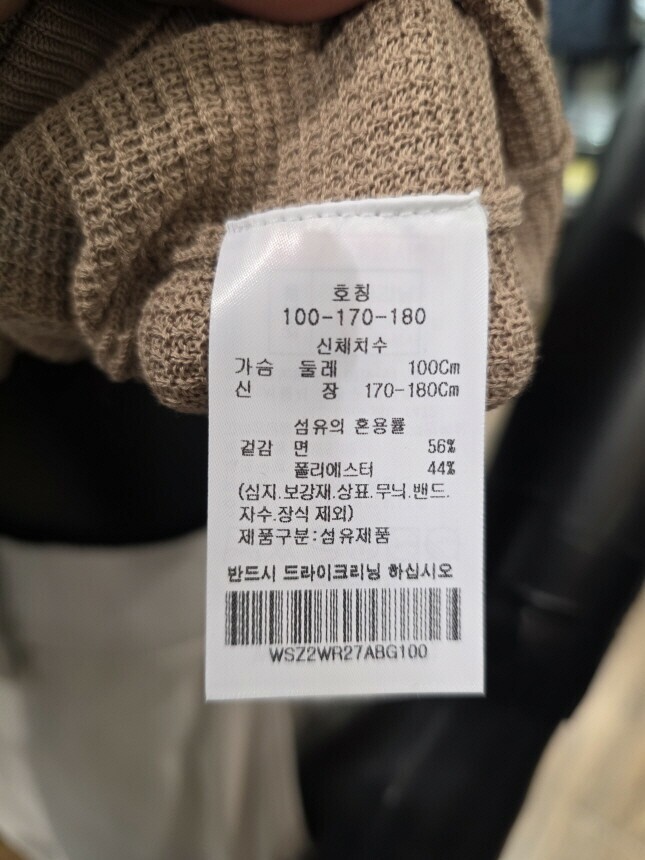 호칭
100-170-180
신체치수
가슴 둘레 100Cm
신 장 170-180Cm
섬유의 혼용률
겉감 면 56%
폴리에스터 44%
(심지.보강재.상표.무늬.밴드.
자수.장식 제외)
제품구분:섬유제품
반드시 드라이크리닝 하십시오
WSZ2WR27ABG100